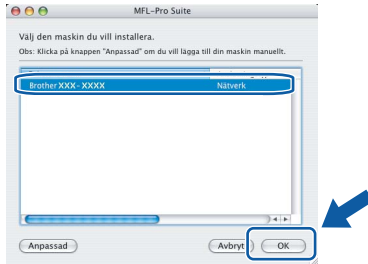 MFL-Pro Suite
Välj den maskin du vill installera.
Obs: Klicka på knappen "Anpassad" om du vill lägga till din maskin manuellt.
Brother XXX-XXXX Nätverk
Anpassad Avbryt OK